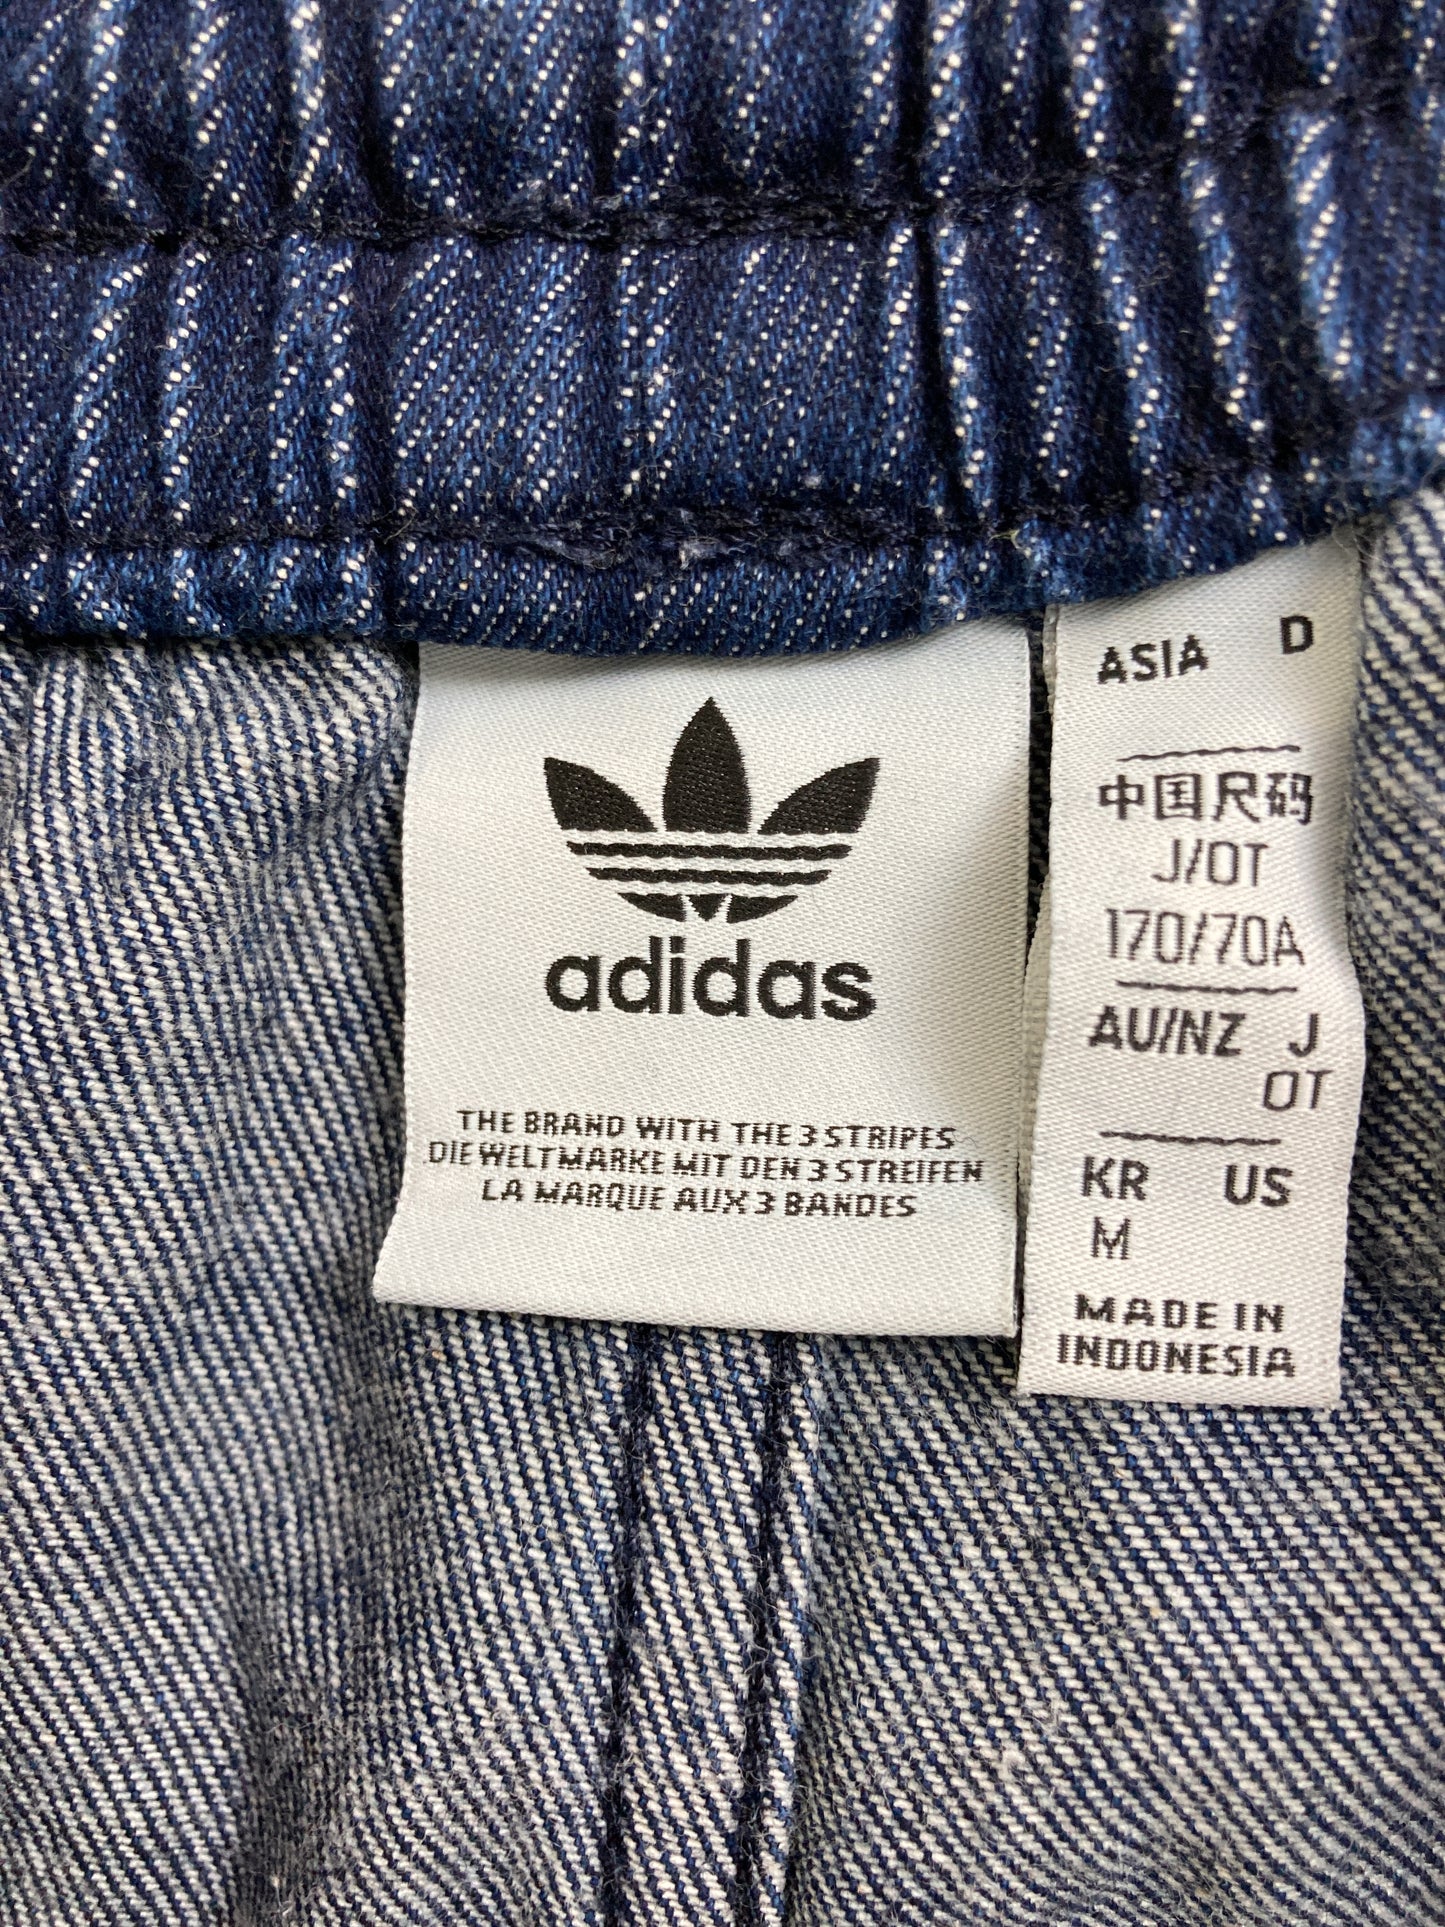 adidas
THE BRAND WITH THE 3 STRIPES
DIE WELTMARKE MIT DEN 3 STREIFEN
LA MARQUE AUX 3 BANDES
ASIA D
中国尺码
J/OT
170/70A
AU/NZ J
OT
KR US
M
MADE IN
INDONESIA